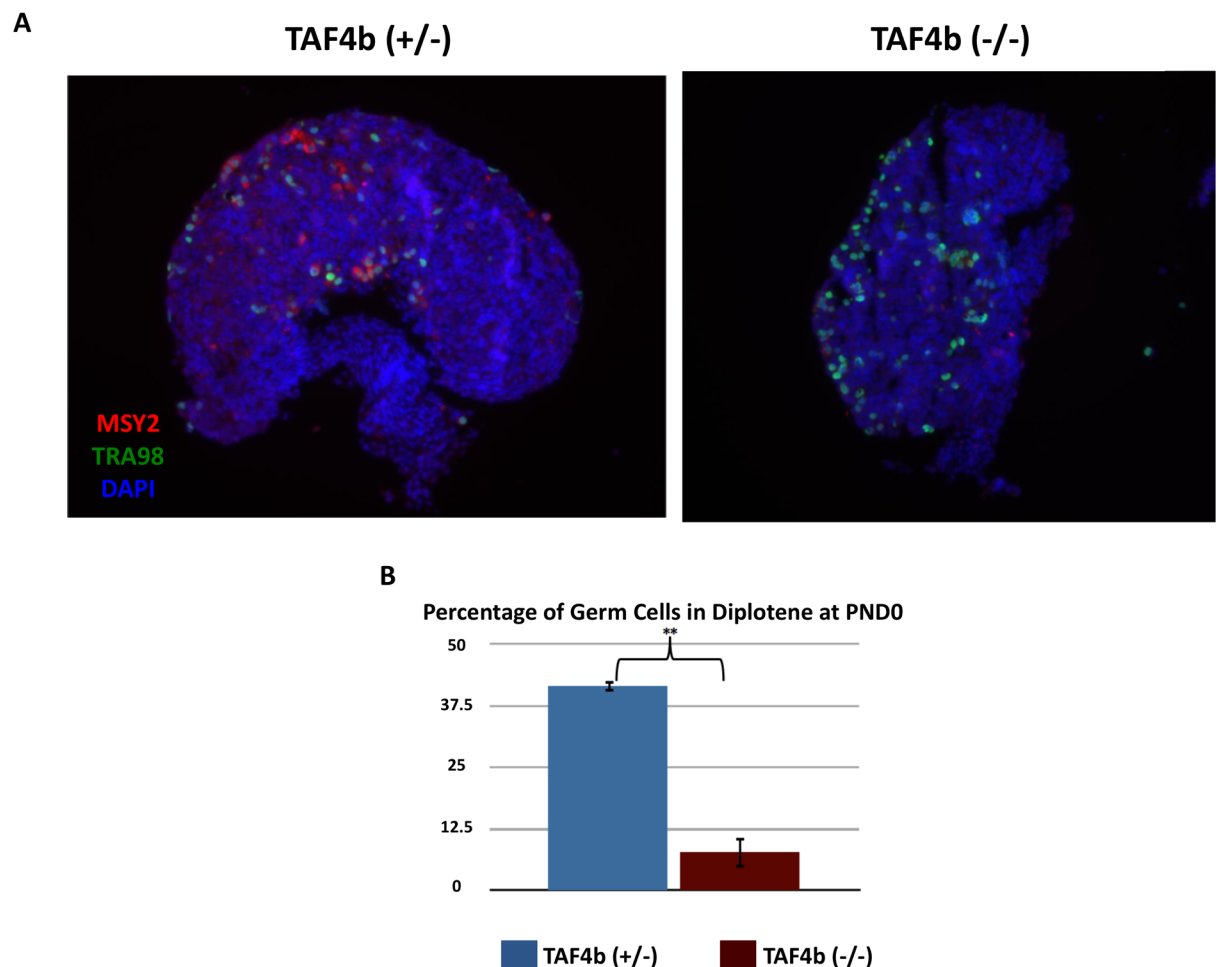 A
TAF4b (+/-)
TAF4b (-/-)
MSY2
TRA98
DAPI
B
Percentage of Germ Cells in Diplotene at PND0
**
50
37.5
25
12.5
0
TAF4b (+/-)
TAF4b (-/-)